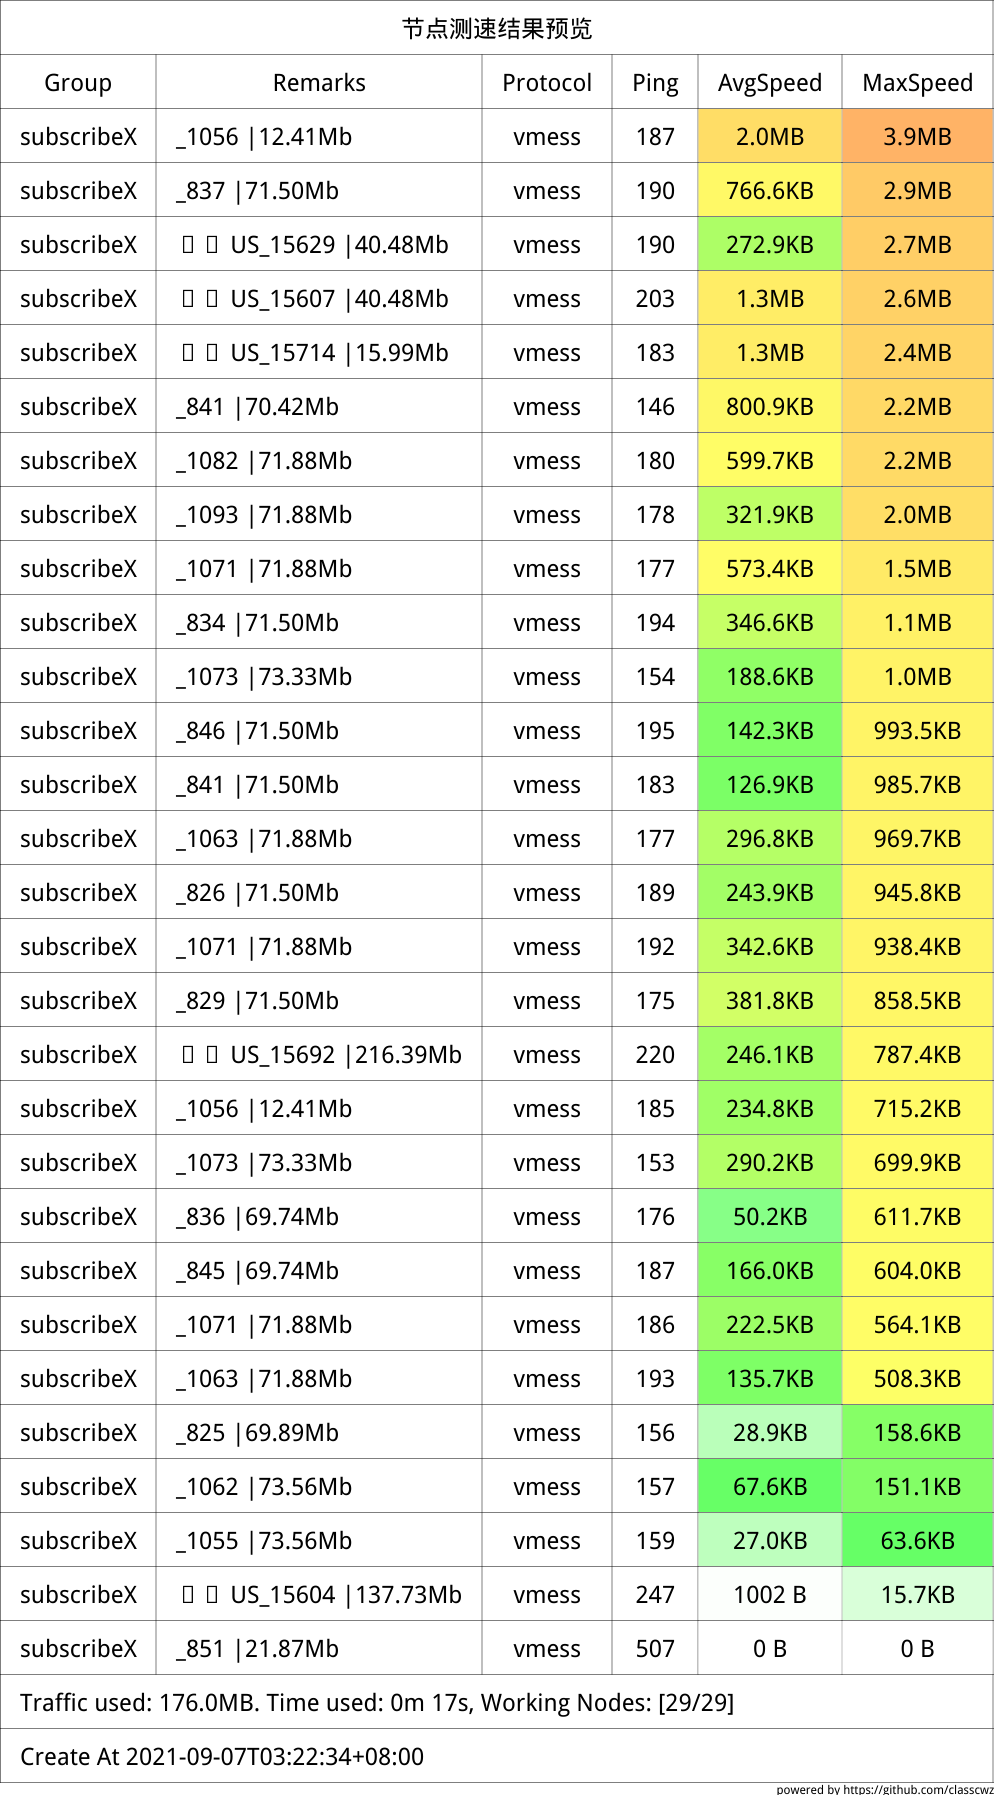 节点测速结果预览
Group Remarks Protocol Ping AvgSpeed MaxSpeed
subscribeX _1056 |12.41Mb vmess 187 2.0MB 3.9MB
subscribeX _837 |71.50Mb vmess 190 766.6KB 2.9MB
subscribeX US_15629 |40.48Mb vmess 190 272.9KB 2.7MB
subscribeX US_15607 |40.48Mb vmess 203 1.3MB 2.6MB
subscribeX US_15714 |15.99Mb vmess 183 1.3MB 2.4MB
subscribeX _841 |70.42Mb vmess 146 800.9KB 2.2MB
subscribeX _1082 |71.88Mb vmess 180 599.7KB 2.2MB
subscribeX _1093 |71.88Mb vmess 178 321.9KB 2.0MB
subscribeX _1071 |71.88Mb vmess 177 573.4KB 1.5MB
subscribeX _834 |71.50Mb vmess 194 346.6KB 1.1MB
subscribeX _1073 |73.33Mb vmess 154 188.6KB 1.0MB
subscribeX _846 |71.50Mb vmess 195 142.3KB 993.5KB
subscribeX _841 |71.50Mb vmess 183 126.9KB 985.7KB
subscribeX _1063 |71.88Mb vmess 177 296.8KB 969.7KB
subscribeX _826 |71.50Mb vmess 189 243.9KB 945.8KB
subscribeX _1071 |71.88Mb vmess 192 342.6KB 938.4KB
subscribeX _829 |71.50Mb vmess 175 381.8KB 858.5KB
subscribeX US_15692 |216.39Mb vmess 220 246.1KB 787.4KB
subscribeX _1056 |12.41Mb vmess 185 234.8KB 715.2KB
subscribeX _1073 |73.33Mb vmess 153 290.2KB 699.9KB
subscribeX _836 |69.74Mb vmess 176 50.2KB 611.7KB
subscribeX _845 |69.74Mb vmess 187 166.0KB 604.0KB
subscribeX _1071 |71.88Mb vmess 186 222.5KB 564.1KB
subscribeX _1063 |71.88Mb vmess 193 135.7KB 508.3KB
subscribeX _825 |69.89Mb vmess 156 28.9KB 158.6KB
subscribeX _1062 |73.56Mb vmess 157 67.6KB 151.1KB
subscribeX _1055 |73.56Mb vmess 159 27.0KB 63.6KB
subscribeX US_15604 |137.73Mb vmess 247 1002 B 15.7KB
subscribeX _851 |21.87Mb vmess 507 0 B 0 B
Traffic used: 176.0MB. Time used: 0m 17s, Working Nodes: [29/29]
Create At 2021-09-07T03:22:34+08:00
powered by https://github.com/classcwz